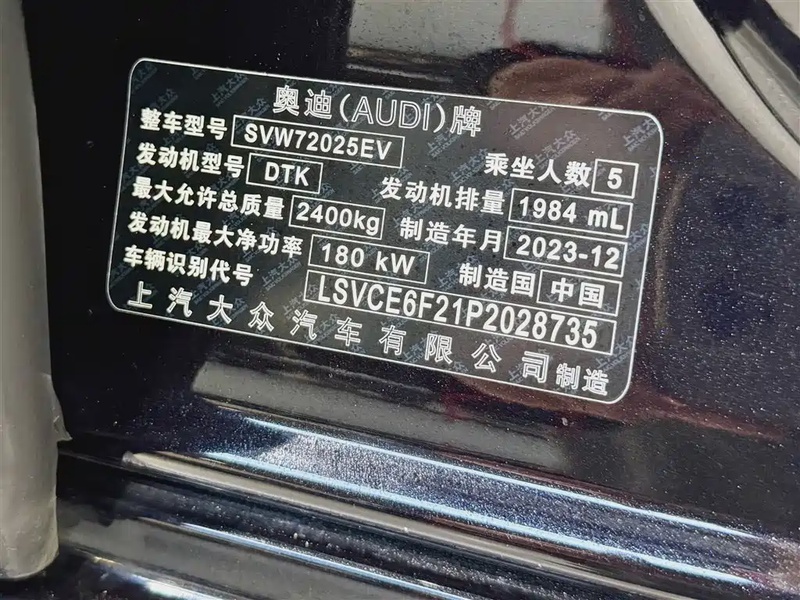 奥迪(AUDI)牌
整车型号 SVW72025EV 乘坐人数 5
发动机型号 DTK 发动机排量 1984 mL
最大允许总质量 2400kg 制造年月 2023-12
发动机最大净功率 180 kW 制造国 中国
车辆识别代号 LSVCE6F21P2028735
上汽大众汽车有限公司制造